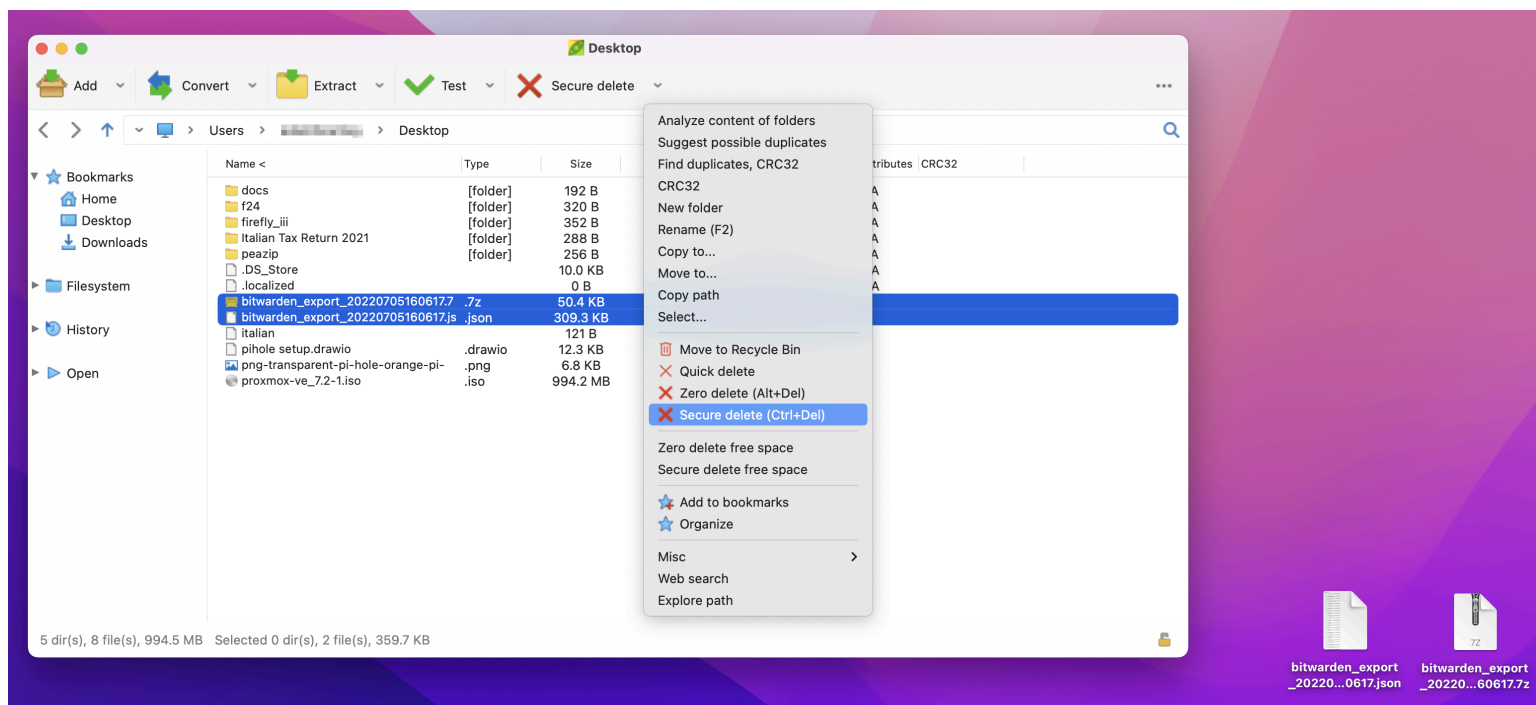 Desktop
Add Convert Extract Test Secure delete
Users Desktop
Name < Type Size tributes CRC32
Bookmarks
Home
Desktop
Downloads
Filesystem
History
Open
docs [folder] 192 B A
f24 [folder] 320 B A
firefly_iii [folder] 352 B A
Italian Tax Return 2021 [folder] 288 B A
peazip [folder] 256 B A
.DS_Store 10.0 KB A
.localized 0 B A
bitwarden_export_20220705160617.7 .7z 50.4 KB
bitwarden_export_20220705160617.js .json 309.3 KB
italian 121 B
pihole setup.drawio .drawio 12.3 KB
png-transparent-pi-hole-orange-pi- .png 6.8 KB
proxmox-ve_7.2-1.iso .iso 994.2 MB
Analyze content of folders
Suggest possible duplicates
Find duplicates, CRC32
CRC32
New folder
Rename (F2)
Copy to...
Move to...
Copy path
Select...
Move to Recycle Bin
Quick delete
Zero delete (Alt+Del)
Secure delete (Ctrl+Del)
Zero delete free space
Secure delete free space
Add to bookmarks
Organize
Misc
Web search
Explore path
5 dir(s), 8 file(s), 994.5 MB Selected 0 dir(s), 2 file(s), 359.7 KB
7Z
bitwarden_export
_20220...0617.json
bitwarden_export
_20220...60617.7z